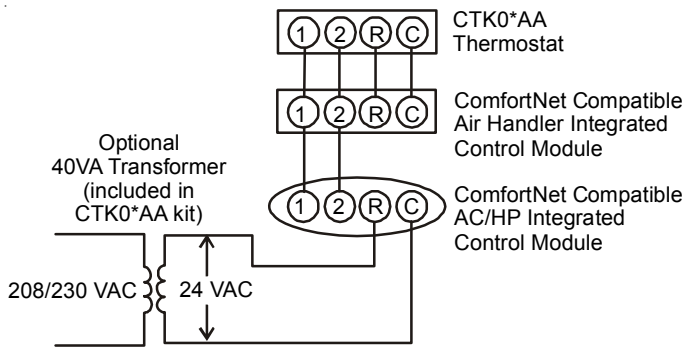 1 2 R C
CTK0*AA
Thermostat
1 2 R C
ComfortNet Compatible
Air Handler Integrated
Control Module
Optional
40VA Transformer
(included in
CTK0*AA kit)
1 2 R C
ComfortNet Compatible
AC/HP Integrated
Control Module
208/230 VAC
24 VAC